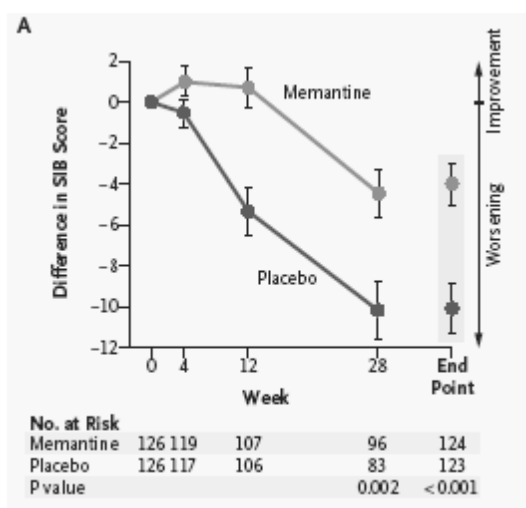 A
2
0
-2
-4
-6
-8
-10
-12
Difference in SIB Score
Memantine
Placebo
Improvement
Worsening
0 4 12 28 End Point
Week
No. at Risk
Memantine 126 119 107 96 124
Placebo 126 117 106 83 123
P value 0.002 <0.001